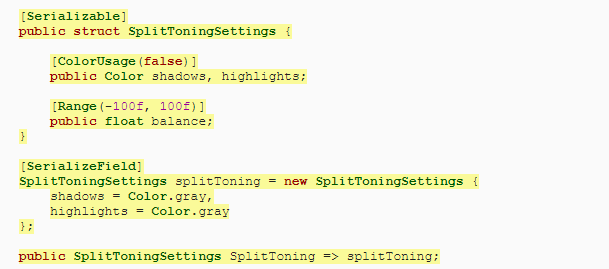 [Serializable]
public struct SplitToningSettings {
[ColorUsage(false)]
public Color shadows, highlights;
[Range(-100f, 100f)]
public float balance;
}
[SerializeField]
SplitToningSettings splitToning = new SplitToningSettings {
shadows = Color.gray,
highlights = Color.gray
};
public SplitToningSettings SplitToning => splitToning;